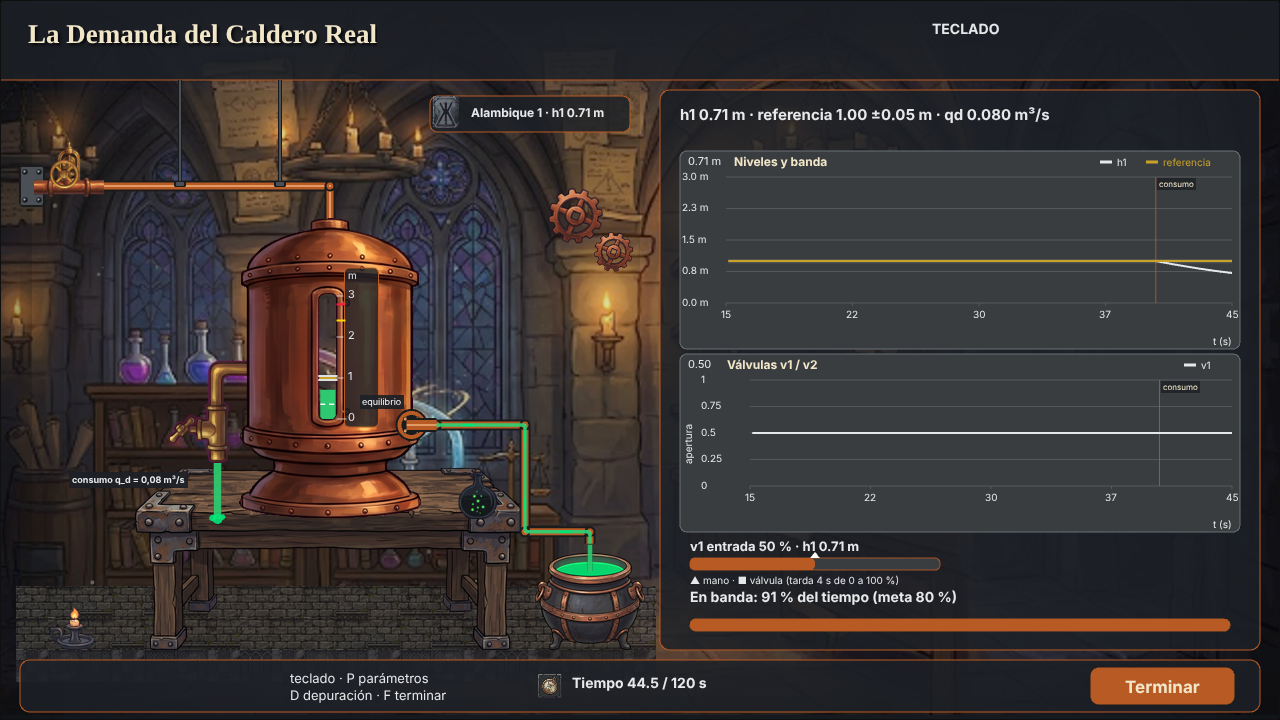 La Demanda del Caldero Real
TECLADO
Alambique 1 · h1 0.71 m
h1 0.71 m · referencia 1.00 ±0.05 m · qd 0.080 m³/s
0.71 m Niveles y banda h1 referencia
3.0 m
2.3 m
1.5 m
0.8 m
0.0 m
consumo
15 22 30 37 45
t (s)
m
3
2
1
0
equilibrio
consumo q_d = 0,08 m³/s
0.50 Válvulas v1 / v2 v1
1
0.75
0.5
0.25
0
apertura
consumo
15 22 30 37 45
t (s)
v1 entrada 50 % · h1 0.71 m
▲ mano · ■ válvula (tarda 4 s de 0 a 100 %)
En banda: 91 % del tiempo (meta 80 %)
teclado · P parámetros
D depuración · F terminar
Tiempo 44.5 / 120 s
Terminar